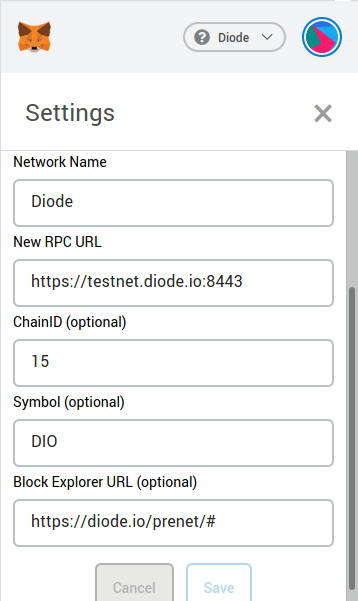 Diode
Settings
Network Name
Diode
New RPC URL
https://testnet.diode.io:8443
ChainID (optional)
15
Symbol (optional)
DIO
Block Explorer URL (optional)
https://diode.io/prenet/#
Cancel
Save